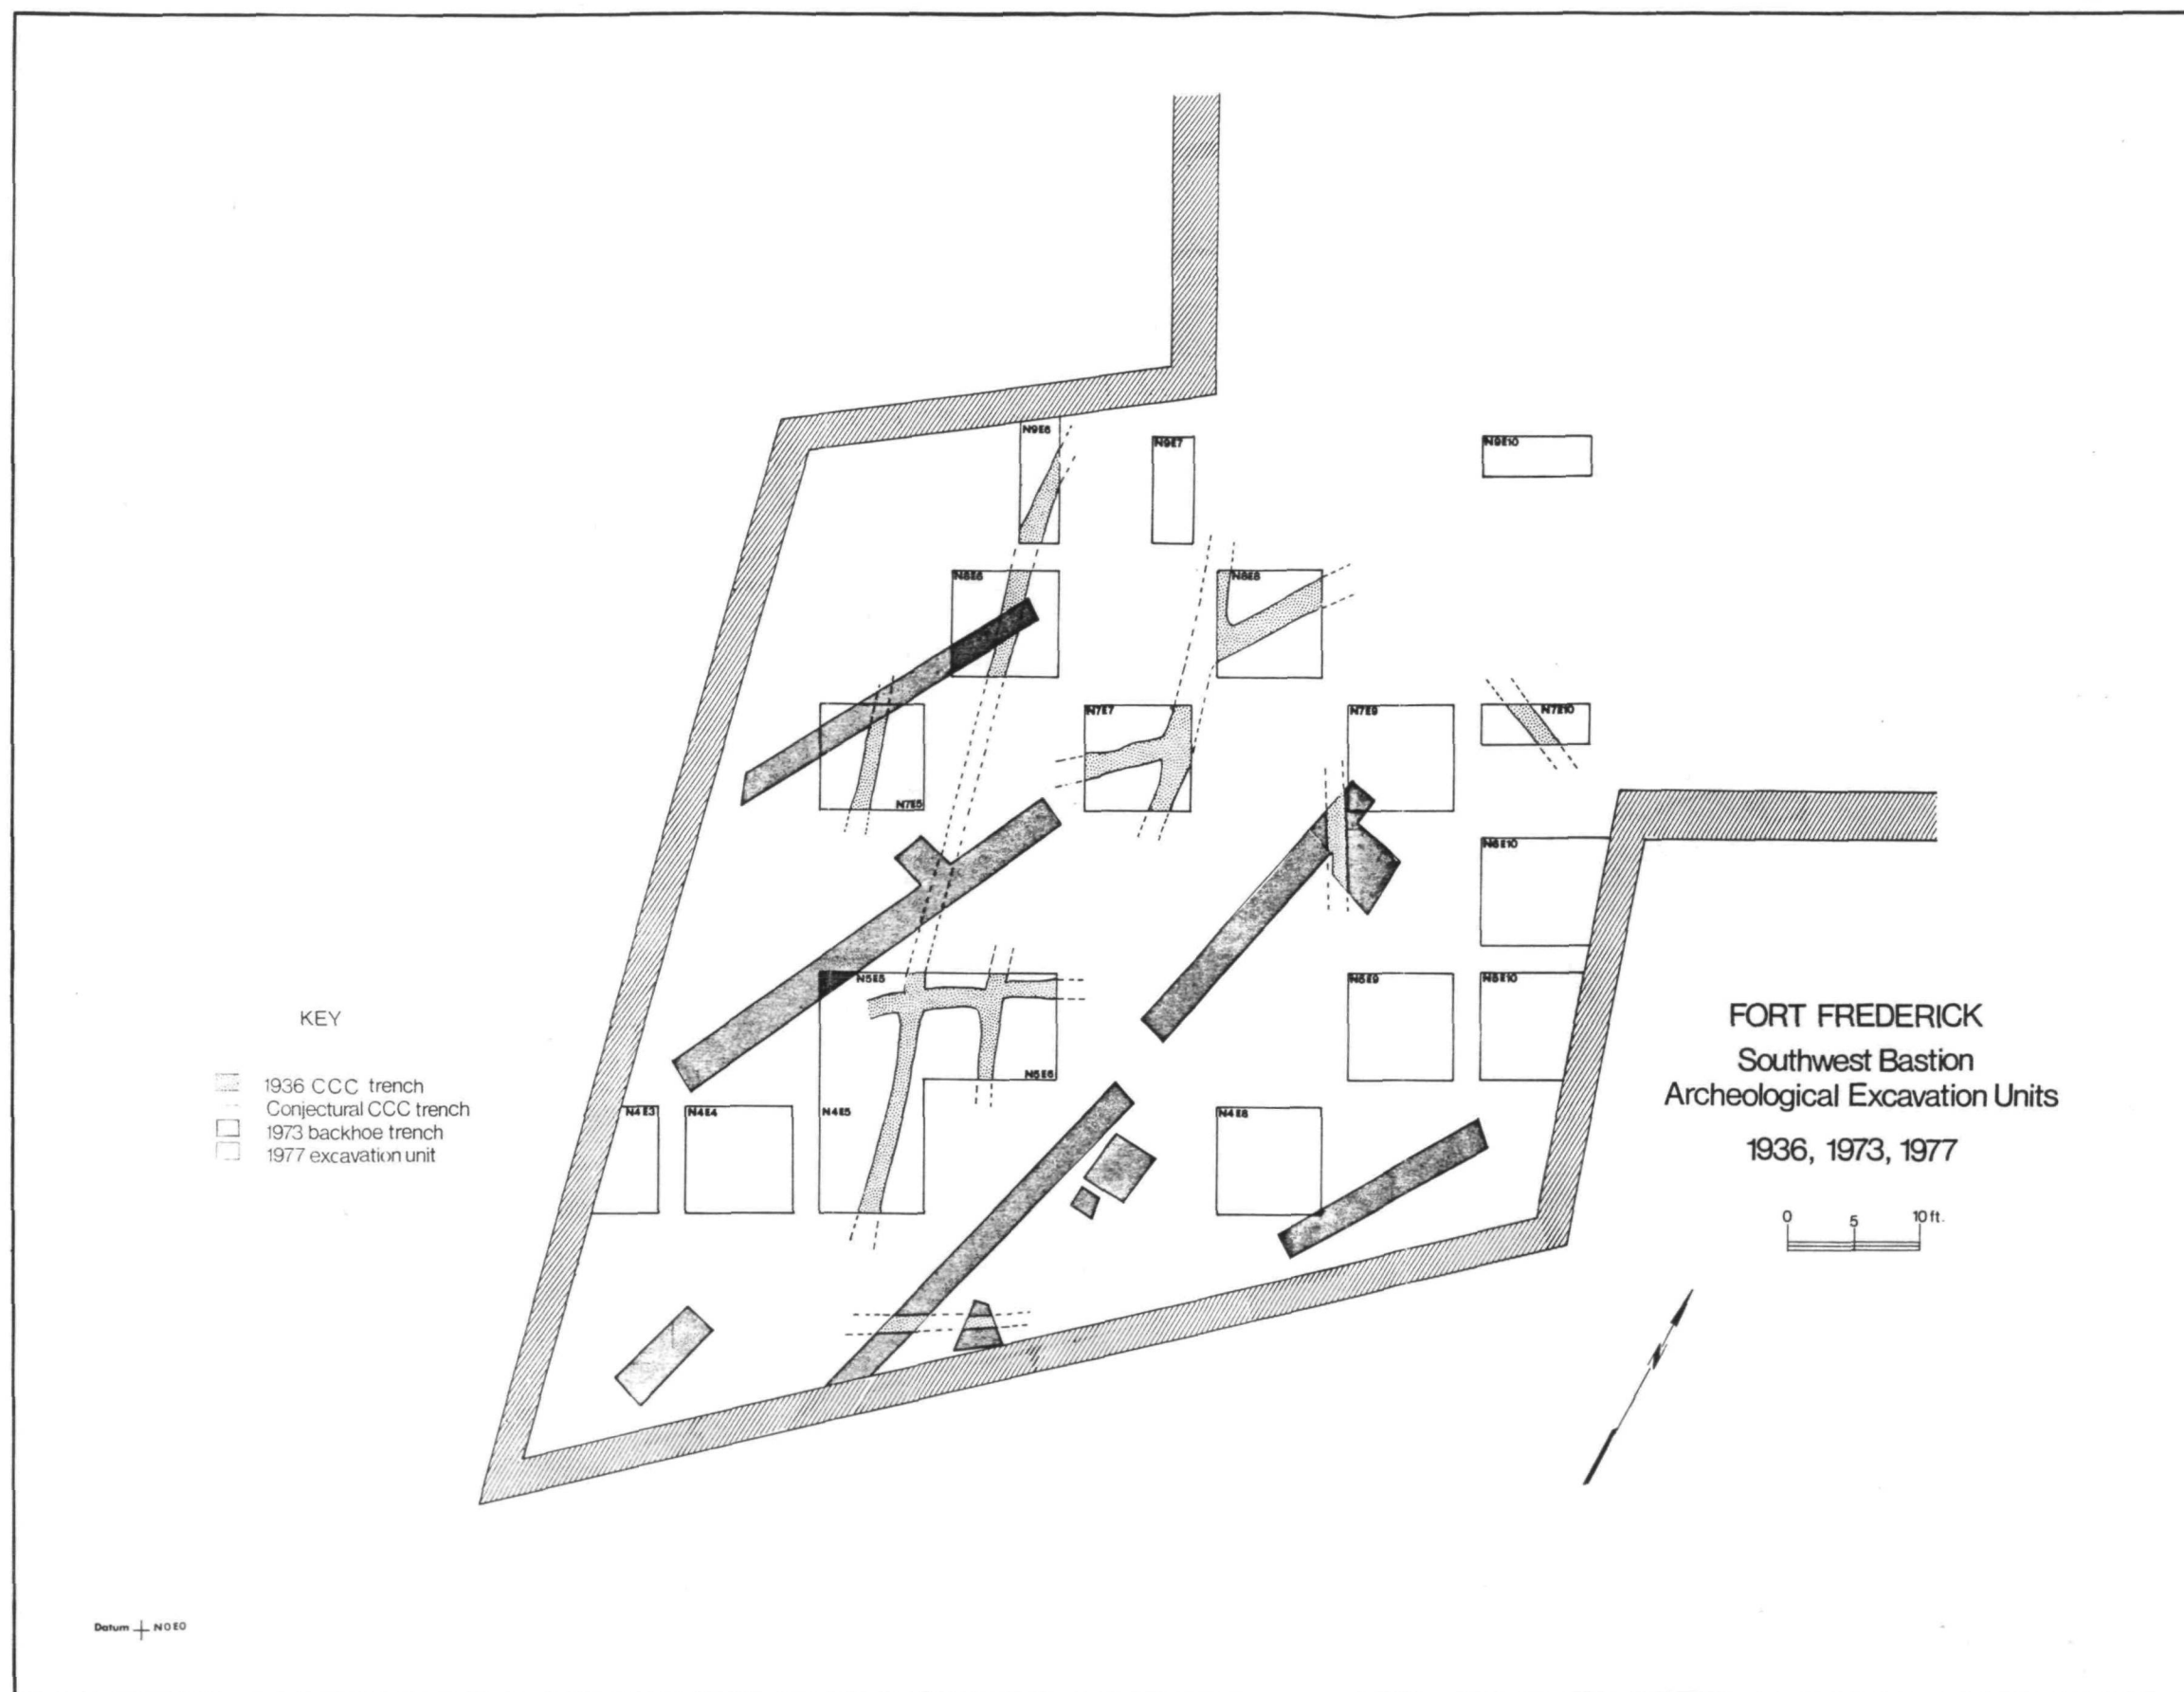 N9E6
N9E7
N9E10
N8E6
N8E8
N7E7
N7E9
N7E10
N7E5
N6E10
N5E5
N5E9
N5E10
N5E6
N4E3
N4E4
N4E5
N4E8
KEY
1936 CCC trench
Conjectural CCC trench
1973 backhoe trench
1977 excavation unit
FORT FREDERICK
Southwest Bastion
Archeological Excavation Units
1936, 1973, 1977
0 5 10 ft.
Datum N0E0